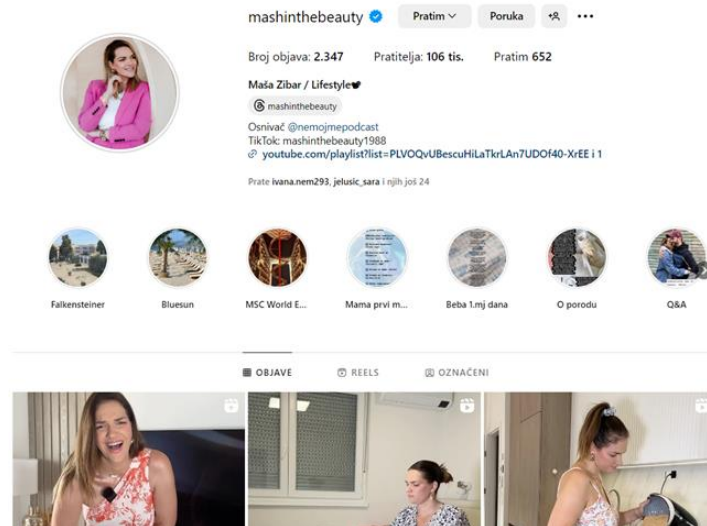 mashinthebeauty Pratim Poruka
Broj objava: 2.347 Pratitelja: 106 tis. Pratim 652
Maša Zibar / Lifestyle
mashinthebeauty
Osnivač @nemojmepodcast
TikTok: mashinthebeauty1988
youtube.com/playlist?list=PLVOQvUBescuHiLaTkrLAn7UDOf40-XrEE i 1
Prate ivana.nem293, jelusic_sara i njih još 24
Falkensteiner Bluesun MSC World E... Mama prvi m... Beba 1.mj dana O porodu Q&A
OBJAVE REELS OZNAČENI